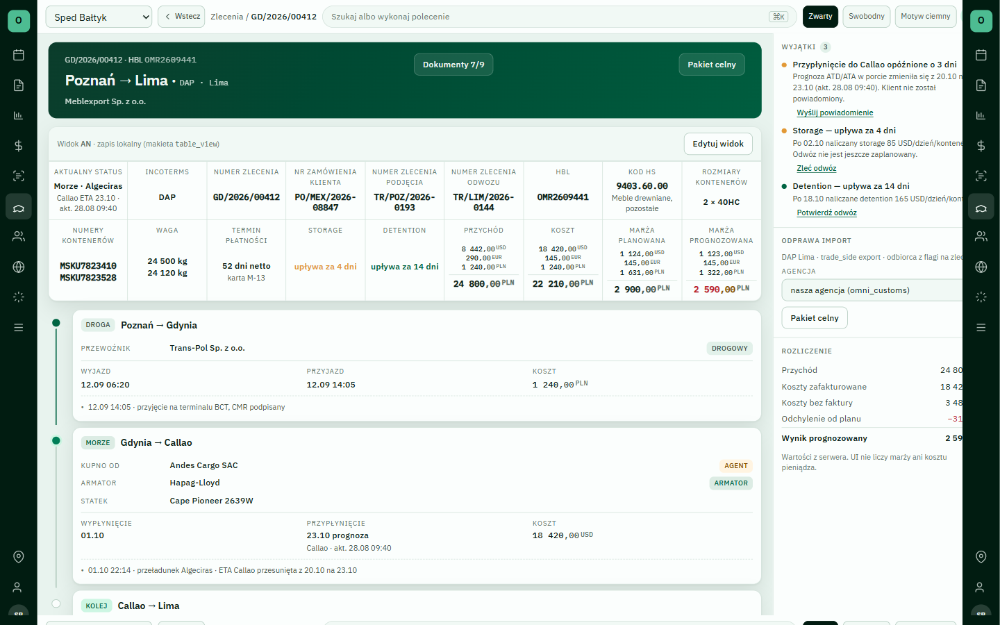 O
Sped Bałtyk
Wstecz
Zlecenia / GD/2026/00412
Szukaj albo wykonaj polecenie
⌘K
Zwarty
Swobodny
Motyw ciemny
O
GD/2026/00412 · HBL OMR2609441
Poznań → Lima • DAP · Lima
Meblexport Sp. z o.o.
Dokumenty 7/9
Pakiet celny
Widok AN · zapis lokalny (makieta table_view)
Edytuj widok
AKTUALNY STATUS
Morze · Algeciras
Callao ETA 23.10 ·
akt. 28.08 09:40
INCOTERMS
DAP
NUMER ZLECENIA
GD/2026/00412
NR ZAMÓWIENIA
KLIENTA
PO/MEX/2026-
08847
NUMER ZLECENIA
PODJĘCIA
TR/POZ/2026-
0193
NUMER ZLECENIA
ODWOZU
TR/LIM/2026-
0144
HBL
OMR2609441
KOD HS
9403.60.00
Meble drewniane,
pozostałe
ROZMIARY
KONTENERÓW
2 × 40HC
NUMERY
KONTENERÓW
MSKU7823410
MSKU7823528
WAGA
24 500 kg
24 120 kg
TERMIN
PŁATNOŚCI
52 dni netto
karta M-13
STORAGE
upływa za 4 dni
DETENTION
upływa za 14 dni
PRZYCHÓD
8 442,00 USD
290,00 EUR
1 240,00 PLN
24 800,00 PLN
KOSZT
18 420,00 USD
145,00 EUR
1 240,00 PLN
22 210,00 PLN
MARŻA
PLANOWANA
1 124,00 USD
145,00 EUR
1 631,00 PLN
2 900,00 PLN
MARŻA
PROGNOZOWANA
1 123,00 USD
145,00 EUR
1 322,00 PLN
2 590,00 PLN
DROGA
Poznań → Gdynia
PRZEWOŹNIK
Trans-Pol Sp. z o.o.
DROGOWY
WYJAZD
PRZYJAZD
KOSZT
12.09 06:20
12.09 14:05
1 240,00 PLN
• 12.09 14:05 · przyjęcie na terminalu BCT, CMR podpisany
MORZE
Gdynia → Callao
KUPNO OD
Andes Cargo SAC
AGENT
ARMATOR
Hapag-Lloyd
ARMATOR
STATEK
Cape Pioneer 2639W
WYPŁYNIĘCIE
PRZYPŁYNIĘCIE
KOSZT
01.10
23.10 prognoza
18 420,00 USD
Callao · akt. 28.08 09:40
• 01.10 22:14 · przeładunek Algeciras · ETA Callao przesunięta z 20.10 na 23.10
KOLEJ
Callao → Lima
WYJĄTKI 3
Przypłynięcie do Callao opóźnione o 3 dni
Prognoza ATD/ATA w porcie zmieniła się z 20.10 n
23.10 (akt. 28.08 09:40). Klient nie został
powiadomiony.
Wyślij powiadomienie
Storage — upływa za 4 dni
Po 02.10 naliczany storage 85 USD/dzień/kontene
Odwóz nie jest jeszcze zaplanowany.
Zleć odwóz
Detention — upływa za 14 dni
Po 18.10 naliczane detention 165 USD/dzień/kont
Potwierdź odwóz
ODPRAWA IMPORT
DAP Lima · trade_side export · odbiorca z flagi na zlec
AGENCJA
nasza agencja (omni_customs)
Pakiet celny
ROZLICZENIE
Przychód
24 80
Koszty zafakturowane
18 42
Koszty bez faktury
3 48
Odchylenie od planu
−31
Wynik prognozowany
2 59
Wartości z serwera. UI nie liczy marży ani kosztu
pieniądza.